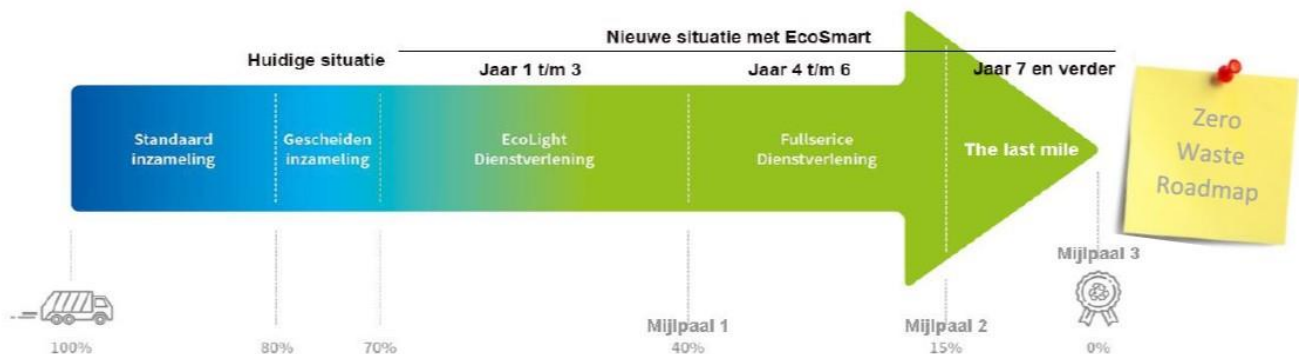 Nieuwe situatie met EcoSmart
Huidige situatie
Jaar 1 t/m 3
Jaar 4 t/m 6
Jaar 7 en verder
Standaard
inzameling
Gescheiden
inzameling
EcoLight
Dienstverlening
Fullserice
Dienstverlening
The last mile
Zero
Waste
Roadmap
Mijlpaal 3
Mijlpaal 1
Mijlpaal 2
100%
80%
70%
40%
15%
0%